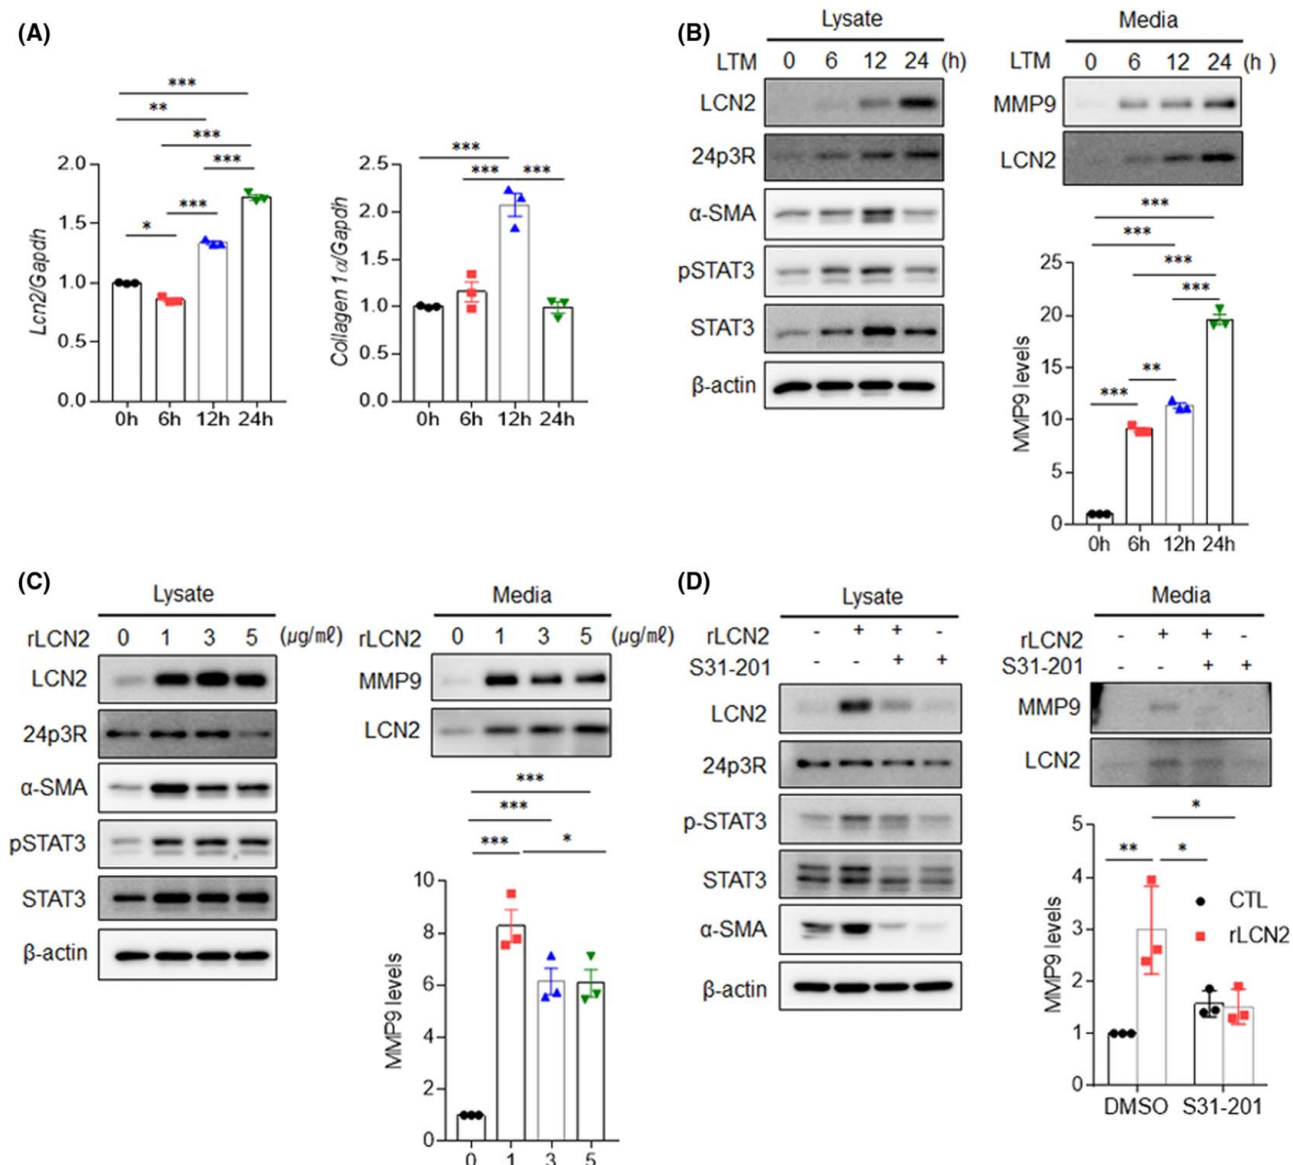 (A)
***
**
***
***
***
*
Lcn2/Gapdh
2.0
1.5
1.0
0.5
0.0
0h 6h 12h 24h
***
*** ***
Collagen 1α/Gapdh
2.5
2.0
1.5
1.0
0.5
0.0
0h 6h 12h 24h
(B)
Lysate
LTM 0 6 12 24 (h)
LCN2
24p3R
α-SMA
pSTAT3
STAT3
β-actin
Media
LTM 0 6 12 24 (h )
MMP9
LCN2
***
***
***
***
**
***
MMP9 levels
25
20
15
10
5
0
0h 6h 12h 24h
(C)
Lysate
rLCN2 0 1 3 5 (μg/mℓ)
LCN2
24p3R
α-SMA
pSTAT3
STAT3
β-actin
Media
rLCN2 0 1 3 5 (μg/mℓ)
MMP9
LCN2
***
***
*** *
MMP9 levels
10
8
6
4
2
0
0 1 3 5
(D)
Lysate
rLCN2 - + + -
S31-201 - - + +
LCN2
24p3R
p-STAT3
STAT3
α-SMA
β-actin
Media
rLCN2 - + + -
S31-201 - - + +
MMP9
LCN2
*
** *
MMP9 levels
5
4
3
2
1
0
CTL
rLCN2
DMSO S31-201